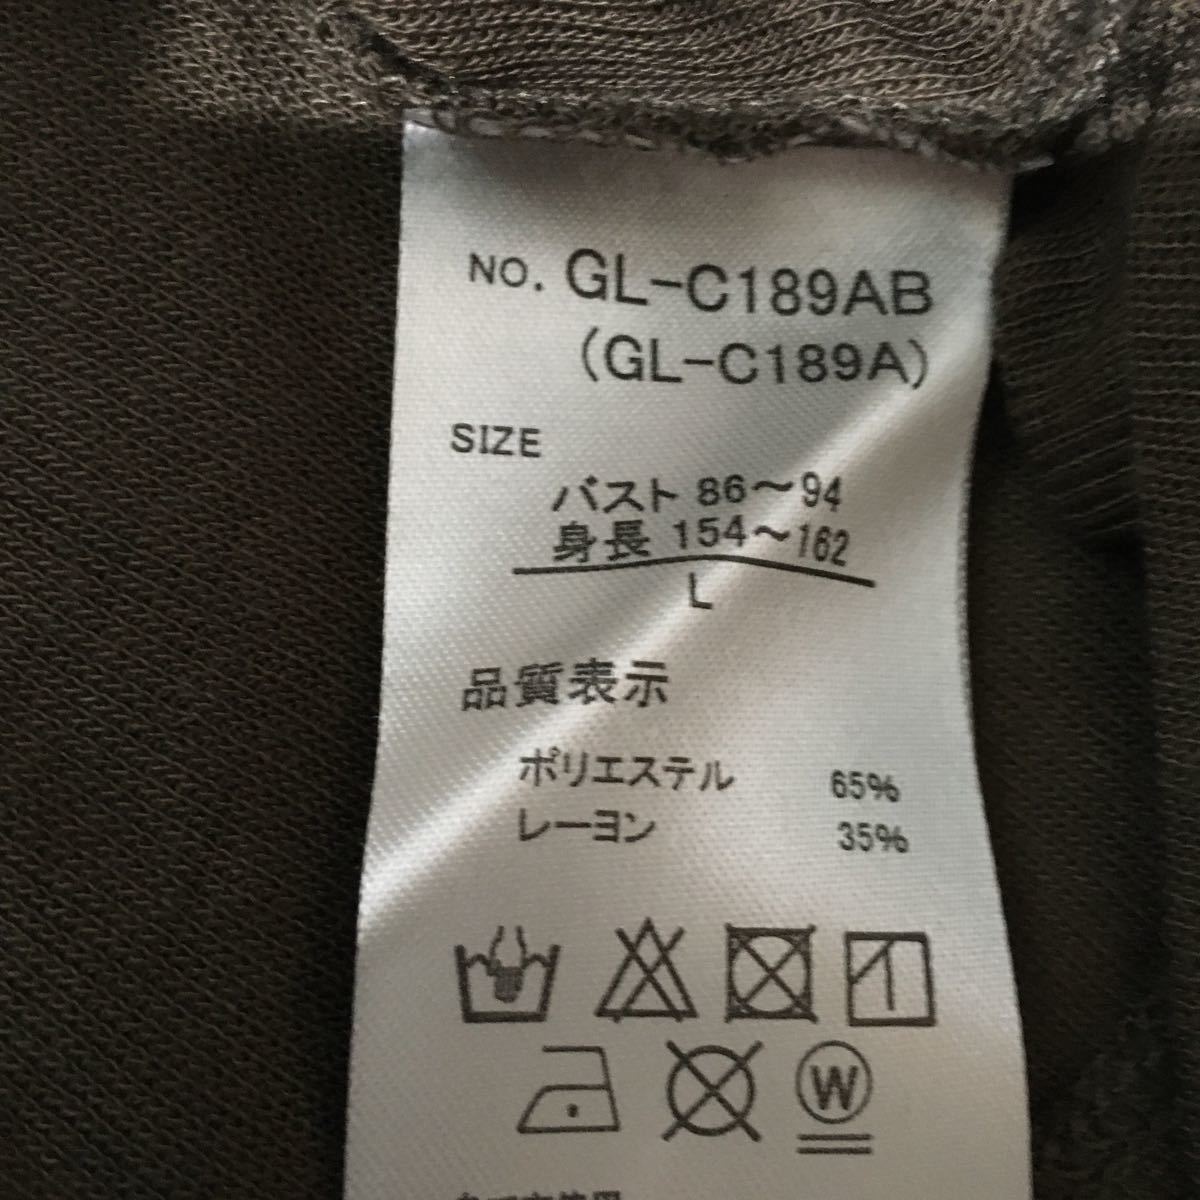 NO. GL-C189AB
(GL-C189A)
SIZE
バスト 86〜94
身長 154〜162
L
品質表示
ポリエステル 65%
レーヨン 35%
W